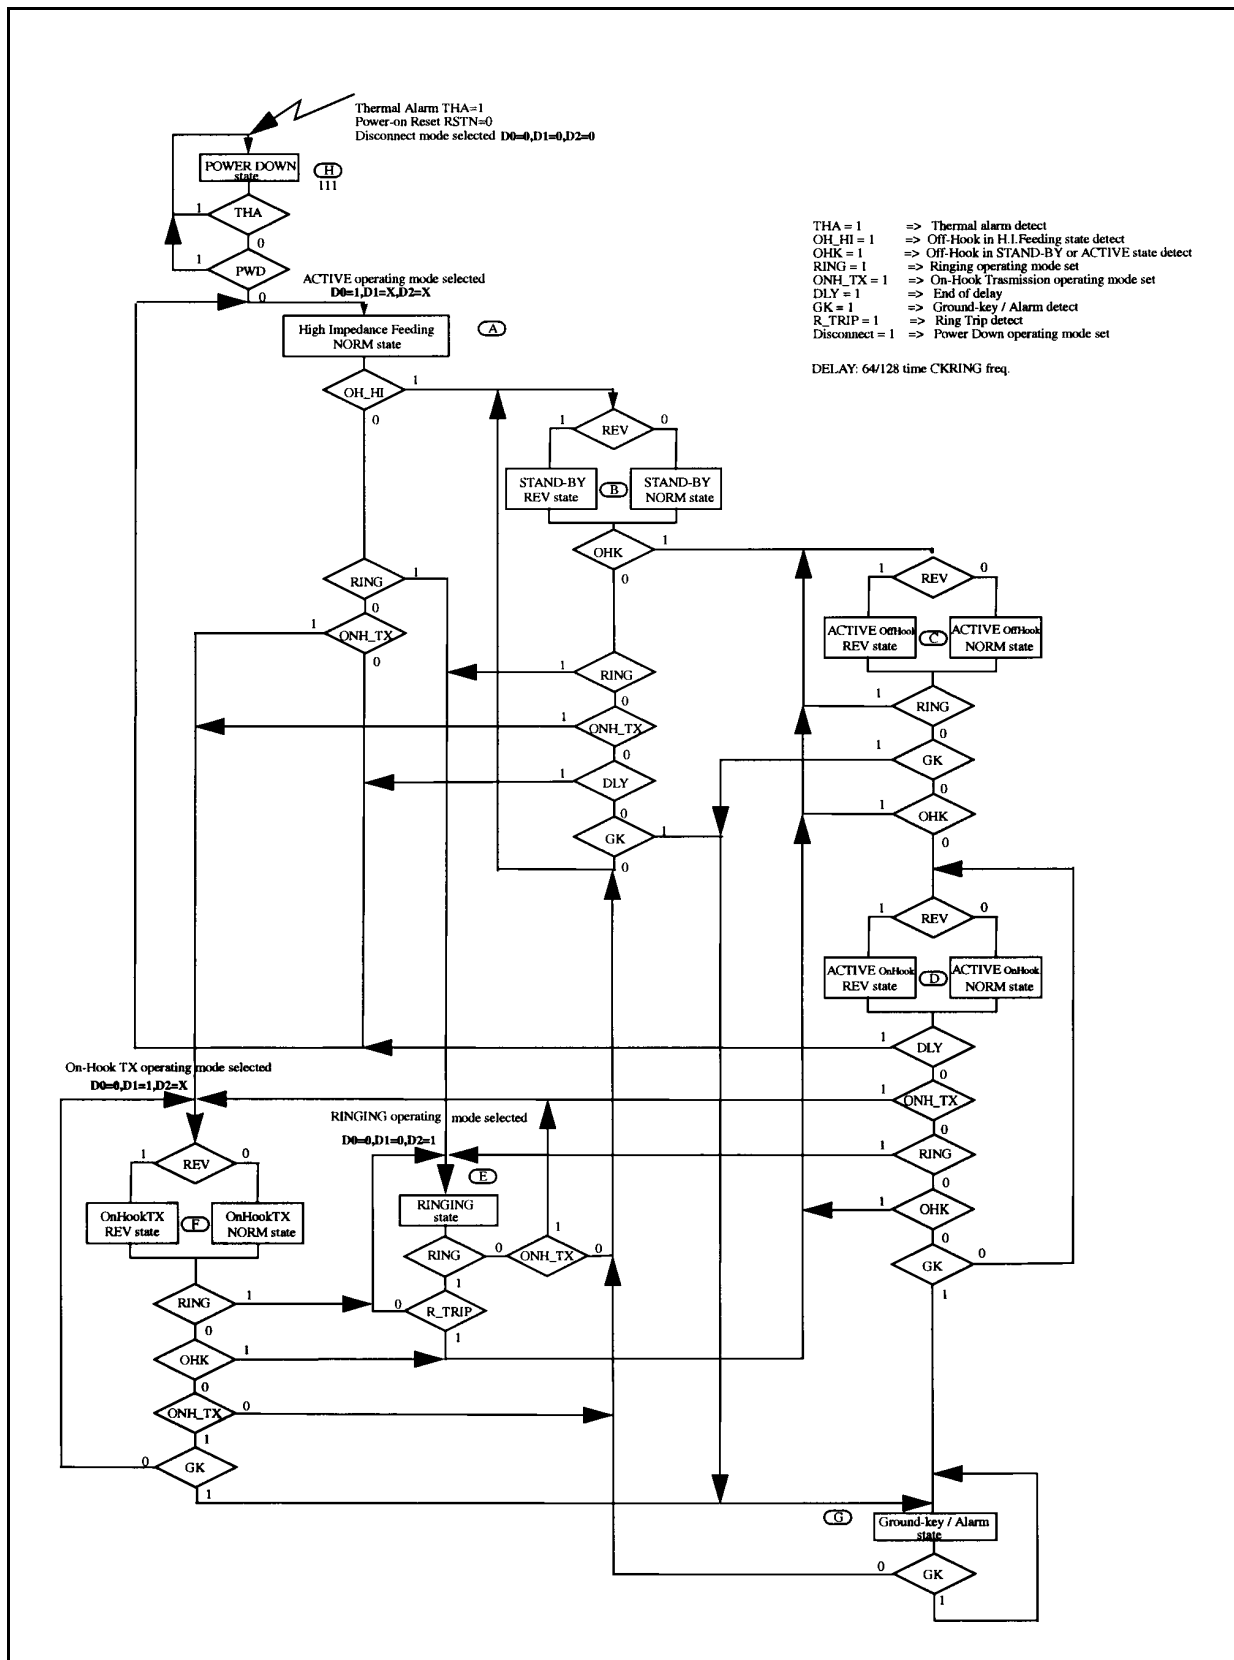 Thermal Alarm THA=1
Power-on Reset RSTN=0
Disconnect mode selected D0=0,D1=0,D2=0
POWER DOWN
state
H
111
1
THA
0
1
PWD
0
ACTIVE operating mode selected
D0=1,D1=X,D2=X
THA = 1 => Thermal alarm detect
OH_HI = 1 => Off-Hook in H.I.Feeding state detect
OHK = 1 => Off-Hook in STAND-BY or ACTIVE state detect
RING = 1 => Ringing operating mode set
ONH_TX = 1 => On-Hook Trasmission operating mode set
DLY = 1 => End of delay
GK = 1 => Ground-key / Alarm detect
R_TRIP = 1 => Ring Trip detect
Disconnect = 1 => Power Down operating mode set
DELAY: 64/128 time CKRING freq.
High Impedance Feeding
NORM state
A
OH_HI
1
0
RING
1
0
1
ONH_TX
0
1
REV
0
STAND-BY
REV state
B
STAND-BY
NORM state
OHK
1
0
1
RING
0
1
ONH_TX
0
1
DLY
0
GK
1
0
1
REV
0
ACTIVE OffHook
REV state
C
ACTIVE OffHook
NORM state
1
RING
0
1
GK
0
OHK
1
0
1
REV
0
ACTIVE OnHook
REV state
D
ACTIVE OnHook
NORM state
1
DLY
0
1
ONH_TX
0
1
RING
0
1
OHK
0
GK
0
1
On-Hook TX operating mode selected
D0=0,D1=1,D2=X
1
REV
0
OnHookTX
REV state
F
OnHookTX
NORM state
RING
1
0
OHK
1
0
ONH_TX
0
1
0
GK
1
RINGING operating mode selected
D0=0,D1=0,D2=1
E
RINGING
state
RING
0
1
ONH_TX
0
1
0
R_TRIP
1
G
Ground-key / Alarm
state
0
GK
1